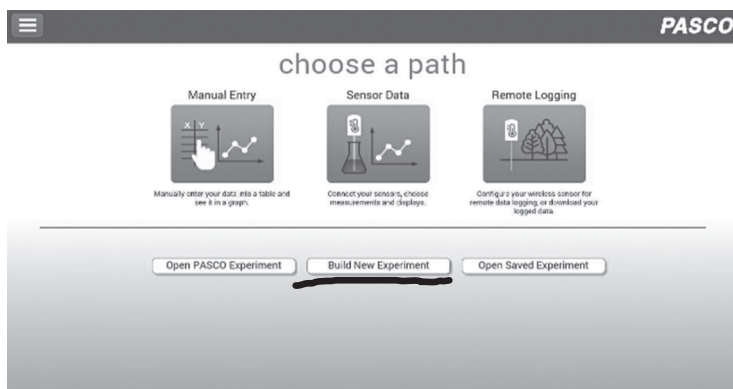 PASCO
choose a path
Manual Entry
Sensor Data
Remote Logging
X Y
Manually enter your data into a table and
see it in a graph.
Connect your sensors, choose
measurements and displays.
Configure your wireless sensor for
remote data logging, or download your
logged data.
Open PASCO Experiment
Build New Experiment
Open Saved Experiment